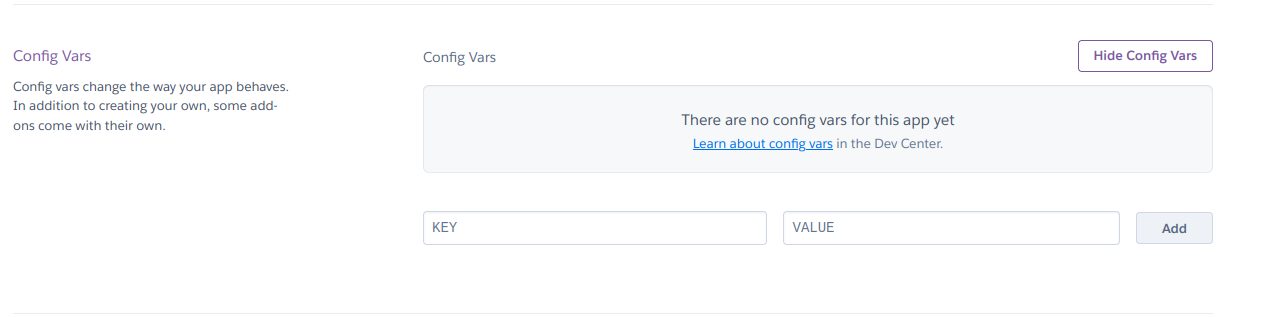 Config Vars
Config vars change the way your app behaves.
In addition to creating your own, some add-
ons come with their own.
Config Vars
Hide Config Vars
There are no config vars for this app yet
Learn about config vars in the Dev Center.
KEY
VALUE
Add